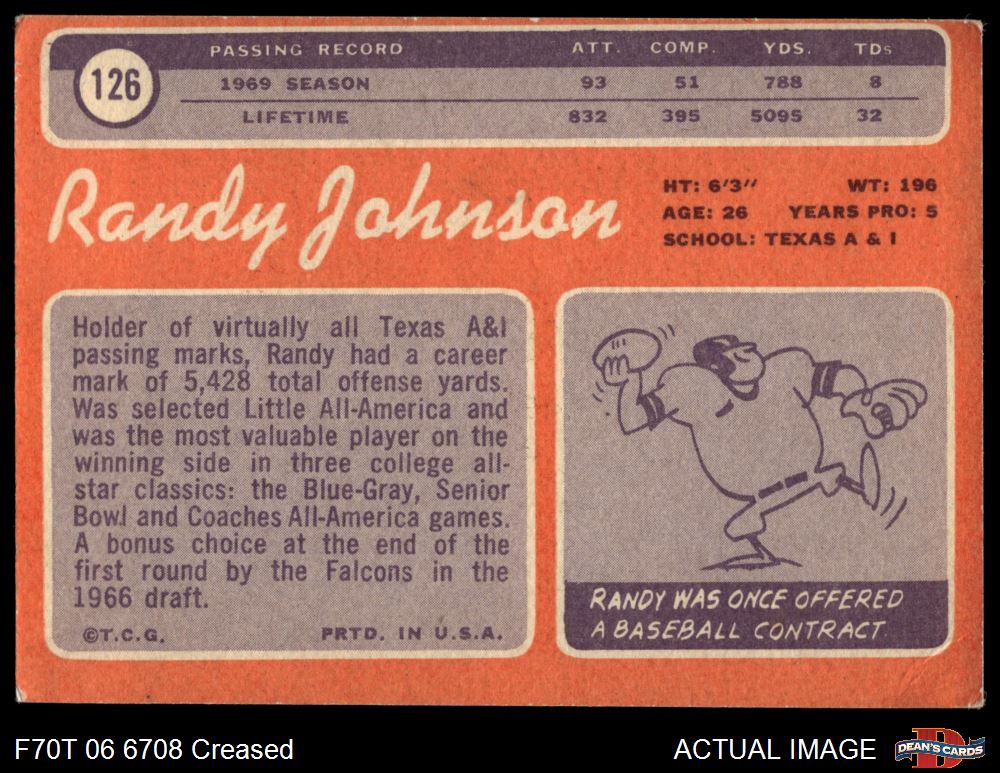 126
PASSING RECORD ATT. COMP. YDS. TDs
1969 SEASON 93 51 788 8
LIFETIME 832 395 5095 32
Randy Johnson
HT: 6'3" WT: 196
AGE: 26 YEARS PRO: 5
SCHOOL: TEXAS A & I
Holder of virtually all Texas A&I
passing marks, Randy had a career
mark of 5,428 total offense yards.
Was selected Little All-America and
was the most valuable player on the
winning side in three college all-
star classics: the Blue-Gray, Senior
Bowl and Coaches All-America games.
A bonus choice at the end of the
first round by the Falcons in the
1966 draft.
©T.C.G. PRTD. IN U.S.A.
RANDY WAS ONCE OFFERED
A BASEBALL CONTRACT
F70T 06 6708 Creased
ACTUAL IMAGE
D
DEAN'S CARDS